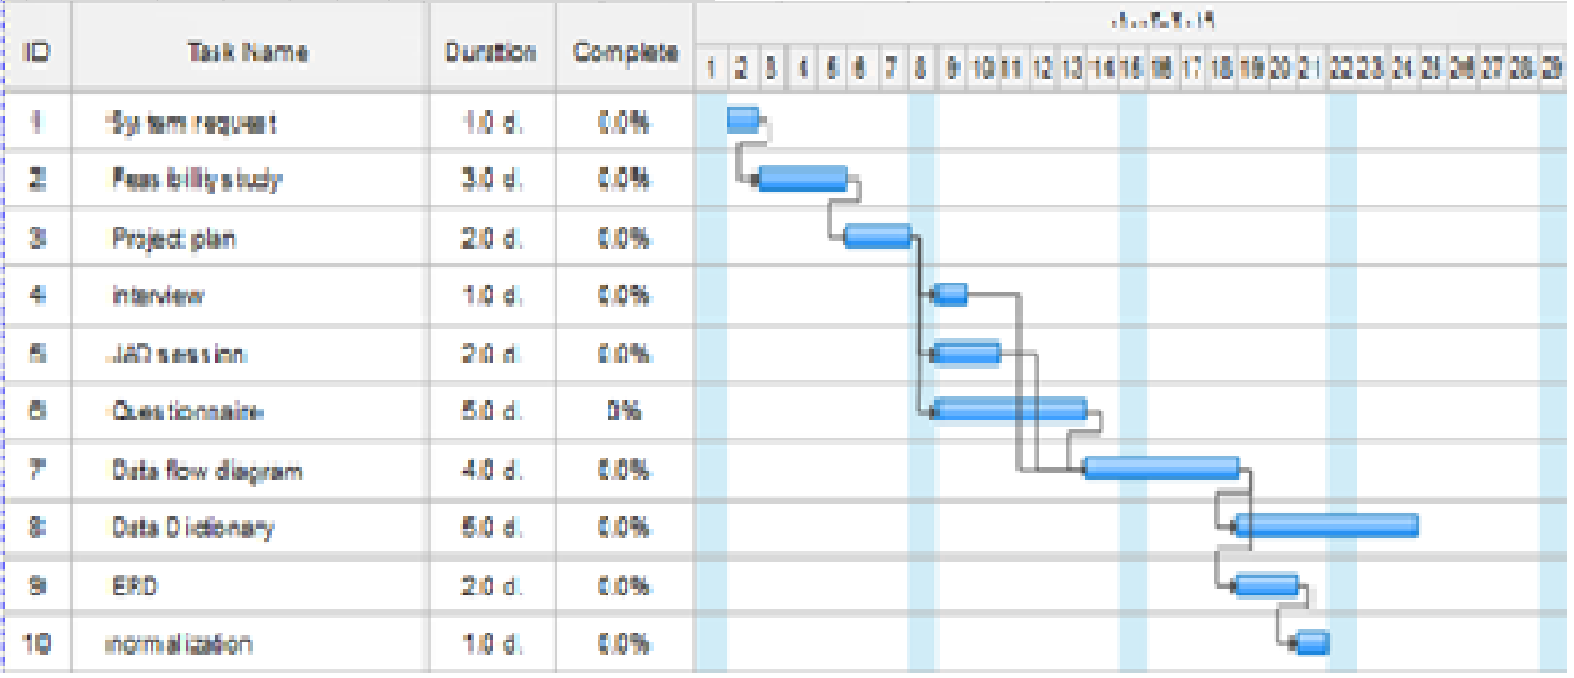 ID Task Name Duration Complete
1 2 3 4 5 6 7 8 9 10 11 12 13 14 15 16 17 18 19 20 21 22 23 24 25 26 27 28 29
1 System request 1.0 d. 0.0%
2 Feasibility study 3.0 d. 0.0%
3 Project plan 2.0 d. 0.0%
4 interview 1.0 d. 0.0%
5 JAD session 2.0 d. 0.0%
6 Questionnaire 5.0 d. 0%
7 Data flow diagram 4.0 d. 0.0%
8 Data Dictionary 0.0%
9 ERD 2.0 d. 0.0%
10 normalization 1.0 d. 0.0%